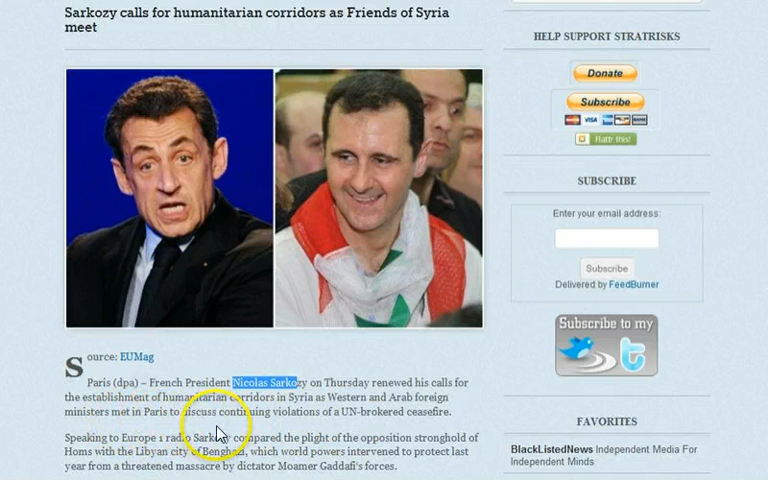 Sarkozy calls for humanitarian corridors as Friends of Syria
meet
Source: EUMag
Paris (dpa) – French President Nicolas Sarkozy on Thursday renewed his calls for
the establishment of humanitarian corridors in Syria as Western and Arab foreign
ministers met in Paris to discuss continuing violations of a UN-brokered ceasefire.
Speaking to Europe 1 radio Sarkozy compared the plight of the opposition stronghold of
Homs with the Libyan city of Benghazi, which world powers intervened to protect last
year from a threatened massacre by dictator Moamer Gaddafi's forces.
HELP SUPPORT STRATRISKS
Donate
Subscribe
VISA
Flattr this!
SUBSCRIBE
Enter your email address:
Subscribe
Delivered by FeedBurner
Subscribe to my
t
FAVORITES
BlackListedNews Independent Media For
Independent Minds